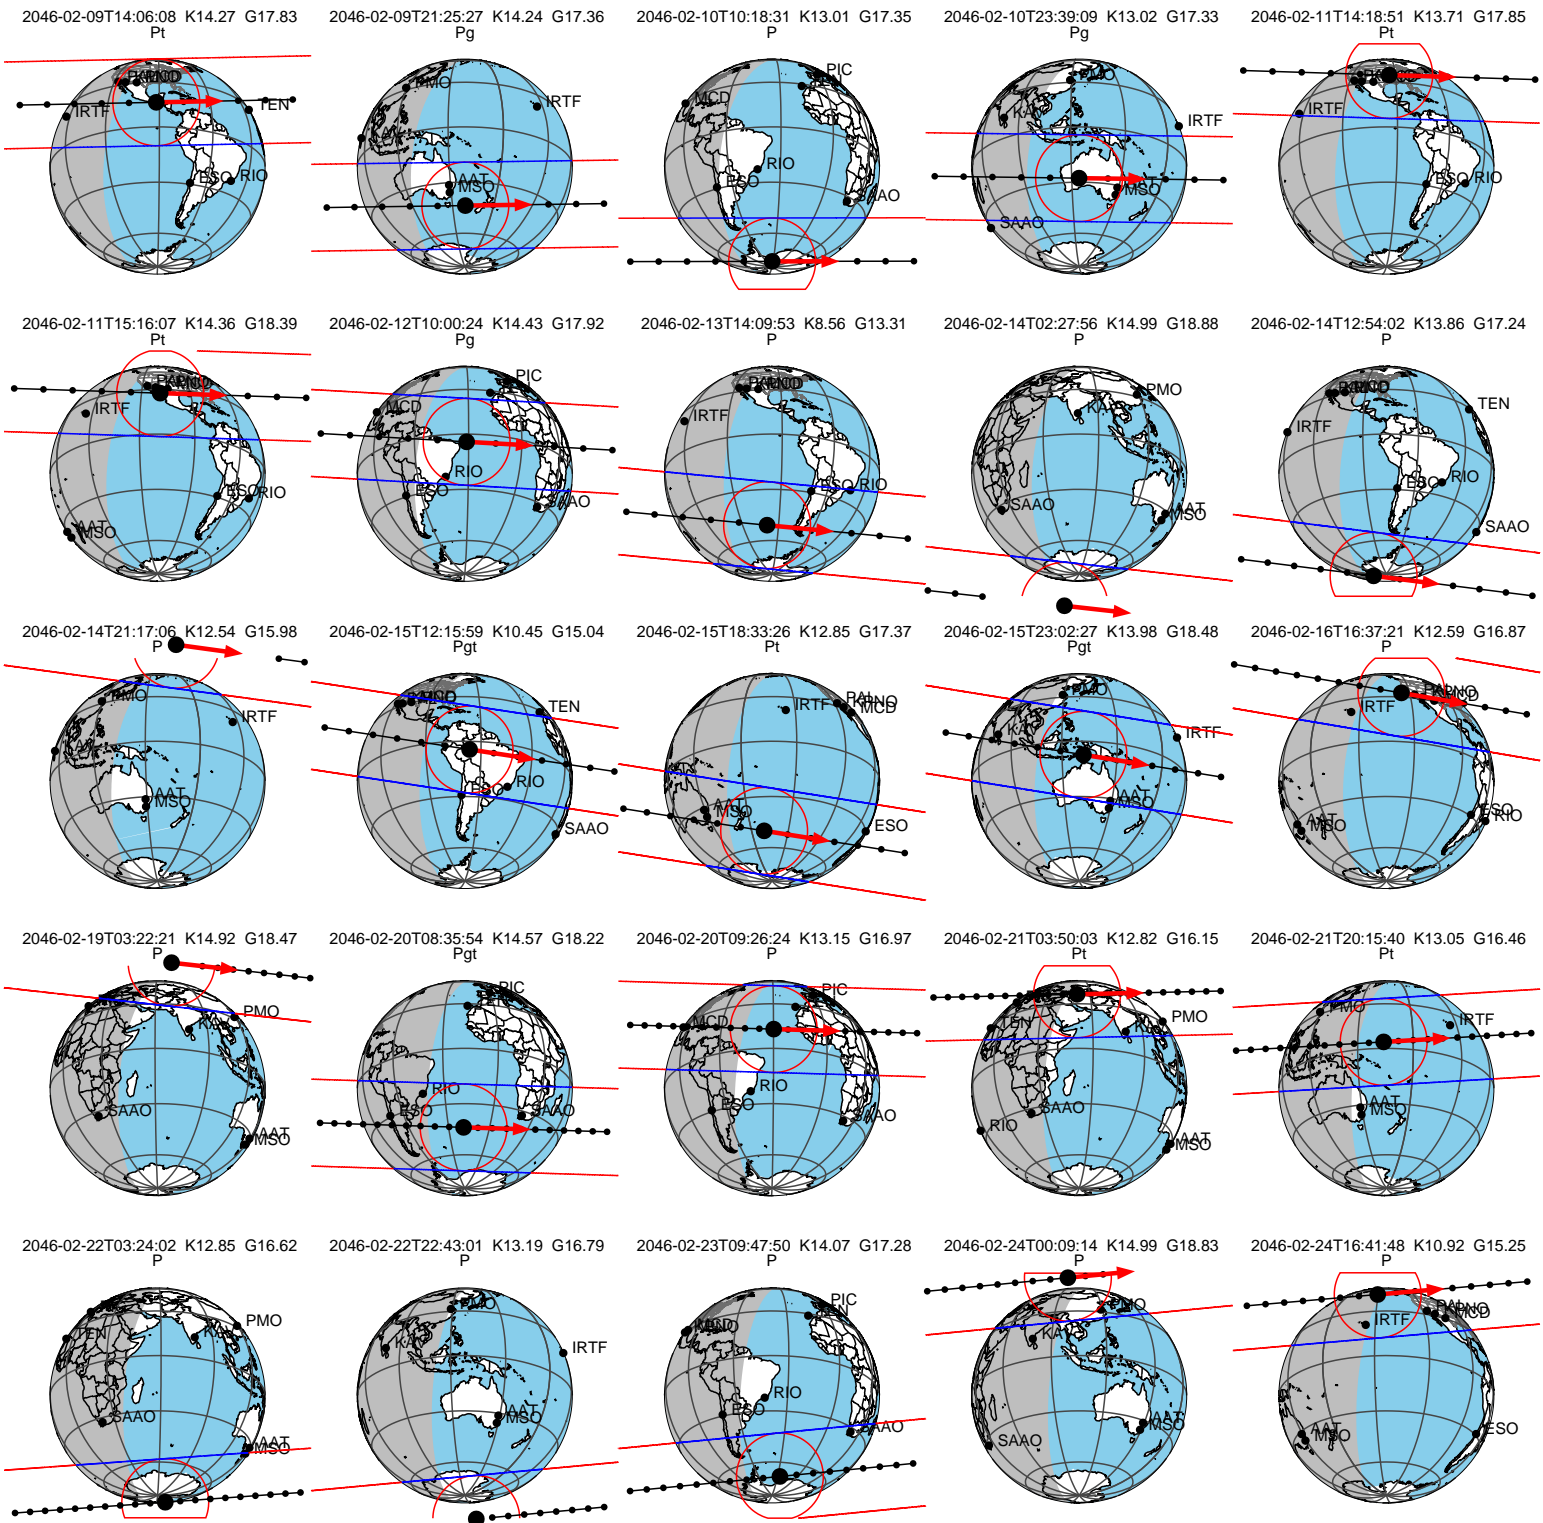 2046-02-09T14:06:08 K14.27 G17.83
Pt
IRTF
TEN
ESO
RIO
2046-02-09T21:25:27 K14.24 G17.36
Pg
PMO
IRTF
AAT
MSO
2046-02-10T10:18:31 K13.01 G17.35
P
PIC
MCD
RIO
ESO
SAAO
2046-02-10T23:39:09 K13.02 G17.33
Pg
PMO
KAV
IRTF
MSO
SAAO
2046-02-11T14:18:51 K13.71 G17.85
Pt
IRTF
ESO
RIO
2046-02-11T15:16:07 K14.36 G18.39
Pt
IRTF
ESO
RIO
AAT
MSO
2046-02-12T10:00:24 K14.43 G17.92
Pg
PIC
MCD
RIO
ESO
SAAO
2046-02-13T14:09:53 K8.56 G13.31
P
IRTF
ESO
RIO
2046-02-14T02:27:56 K14.99 G18.88
P
PMO
KAV
SAAO
AAT
MSO
2046-02-14T12:54:02 K13.86 G17.24
P
IRTF
TEN
ESO
RIO
SAAO
2046-02-14T21:17:06 K12.54 G15.98
P
PMO
IRTF
AAT
MSO
2046-02-15T12:15:59 K10.45 G15.04
Pgt
MCD
TEN
RIO
ESO
SAAO
2046-02-15T18:33:26 K12.85 G17.37
Pt
IRTF
PAL
KPNO
MCD
AAT
MSO
ESO
2046-02-15T23:02:27 K13.98 G18.48
Pgt
PMO
KAV
IRTF
AAT
MSO
2046-02-16T16:37:21 K12.59 G16.87
P
IRTF
MCD
ESO
RIO
AAT
MSO
2046-02-19T03:22:21 K14.92 G18.47
P
PMO
KAV
SAAO
AAT
MSO
2046-02-20T08:35:54 K14.57 G18.22
Pgt
PIC
TEN
RIO
ESO
SAAO
2046-02-20T09:26:24 K13.15 G16.97
P
PIC
MCD
RIO
ESO
SAAO
2046-02-21T03:50:03 K12.82 G16.15
Pt
TEN
PMO
KAV
SAAO
RIO
AAT
MSO
2046-02-21T20:15:40 K13.05 G16.46
Pt
PMO
IRTF
AAT
MSO
2046-02-22T03:24:02 K12.85 G16.62
P
TEN
PMO
KAV
SAAO
AAT
MSO
2046-02-22T22:43:01 K13.19 G16.79
P
PMO
KAV
IRTF
AAT
MSO
2046-02-23T09:47:50 K14.07 G17.28
P
PIC
TEN
MCD
RIO
ESO
SAAO
2046-02-24T00:09:14 K14.99 G18.83
P
PMO
KAV
SAAO
AAT
MSO
2046-02-24T16:41:48 K10.92 G15.25
P
IRTF
MCD
ESO
AAT
MSO